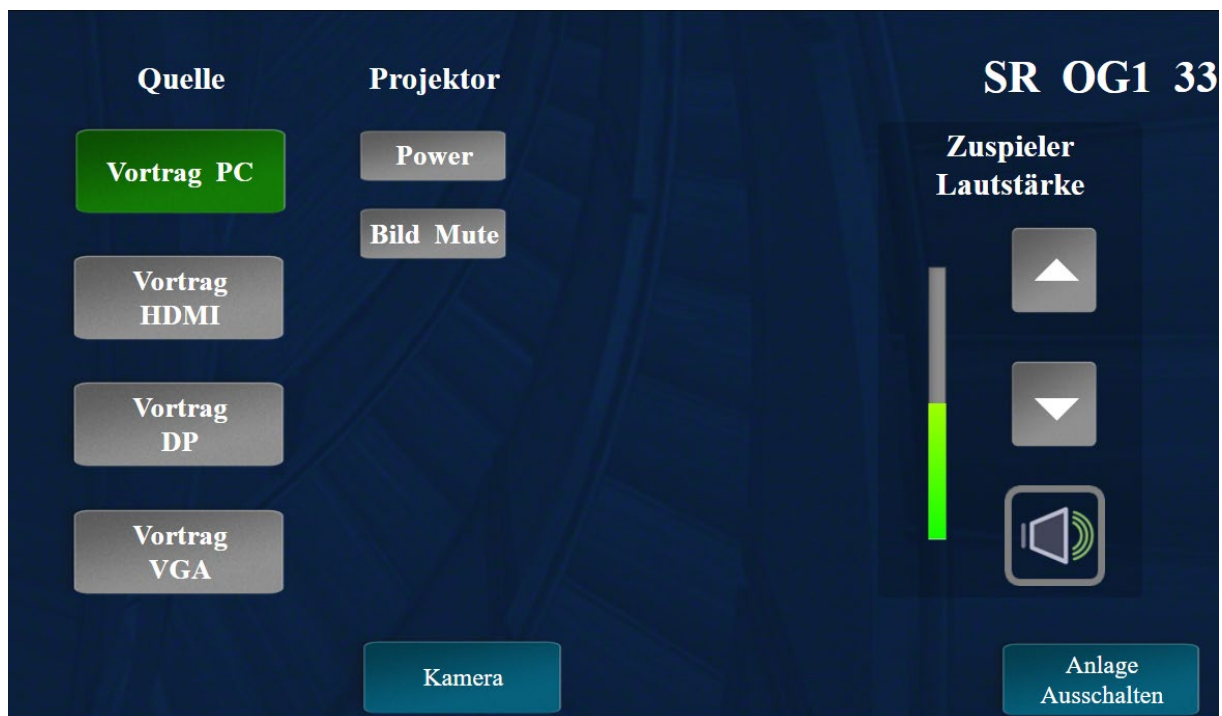 Quelle
Projektor
SR OG1 33
Vortrag PC
Power
Bild Mute
Vortrag
HDMI
Vortrag
DP
Vortrag
VGA
Zuspieler
Lautstärke
Kamera
Anlage
Ausschalten